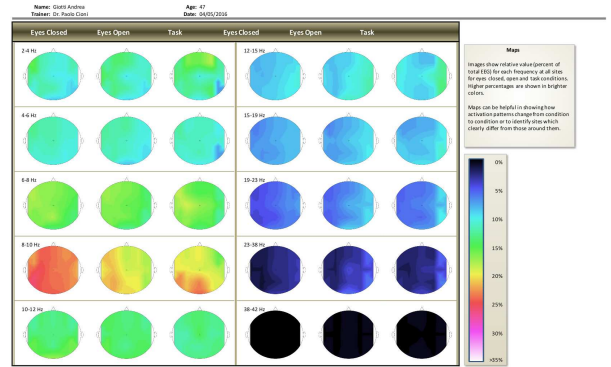 Name: Giotti Andrea
Age: 47
Trainer: Dr. Paolo Cioni
Date: 04/05/2016
Eyes Closed Eyes Open Task Eyes Closed Eyes Open Task
2-4 Hz
12-15 Hz
4-6 Hz
15-19 Hz
6-8 Hz
19-23 Hz
8-10 Hz
23-38 Hz
10-12 Hz
38-42 Hz
Maps
Images show relative value (percent of
total EEG) for each frequency at all sites
for eyes closed, open and task conditions.
Higher percentages are shown in brighter
colors.
Maps can be helpful in showing how
activation patterns change from condition
to condition or to identify sites which
clearly differ from those around them.
0%
5%
10%
15%
20%
25%
30%
>35%